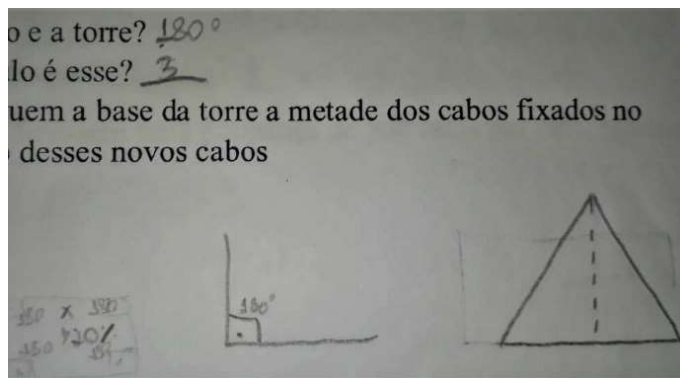 o e a torre? 180°
lo é esse? 3
uem a base da torre a metade dos cabos fixados no
desses novos cabos
180°